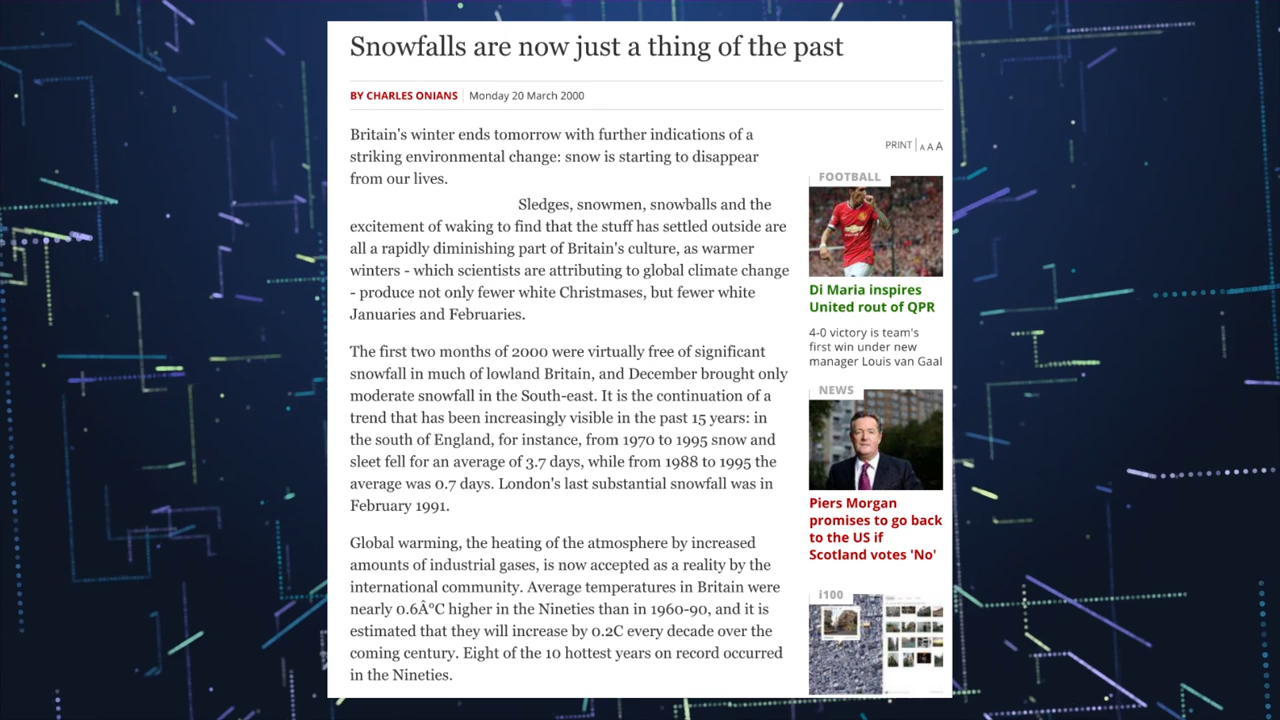 Snowfalls are now just a thing of the past
BY CHARLES ONIANS Monday 20 March 2000
Britain's winter ends tomorrow with further indications of a
striking environmental change: snow is starting to disappear
from our lives.
Sledges, snowmen, snowballs and the
excitement of waking to find that the stuff has settled outside are
all a rapidly diminishing part of Britain's culture, as warmer
winters - which scientists are attributing to global climate change
- produce not only fewer white Christmases, but fewer white
Januaries and Februaries.
The first two months of 2000 were virtually free of significant
snowfall in much of lowland Britain, and December brought only
moderate snowfall in the South-east. It is the continuation of a
trend that has been increasingly visible in the past 15 years: in
the south of England, for instance, from 1970 to 1995 snow and
sleet fell for an average of 3.7 days, while from 1988 to 1995 the
average was 0.7 days. London's last substantial snowfall was in
February 1991.
Global warming, the heating of the atmosphere by increased
amounts of industrial gases, is now accepted as a reality by the
international community. Average temperatures in Britain were
nearly 0.6Â°C higher in the Nineties than in 1960-90, and it is
estimated that they will increase by 0.2C every decade over the
coming century. Eight of the 10 hottest years on record occurred
in the Nineties.
PRINT A A A
FOOTBALL
Di Maria inspires
United rout of QPR
4-0 victory is team's
first win under new
manager Louis van Gaal
NEWS
Piers Morgan
promises to go back
to the US if
Scotland votes 'No'
i100